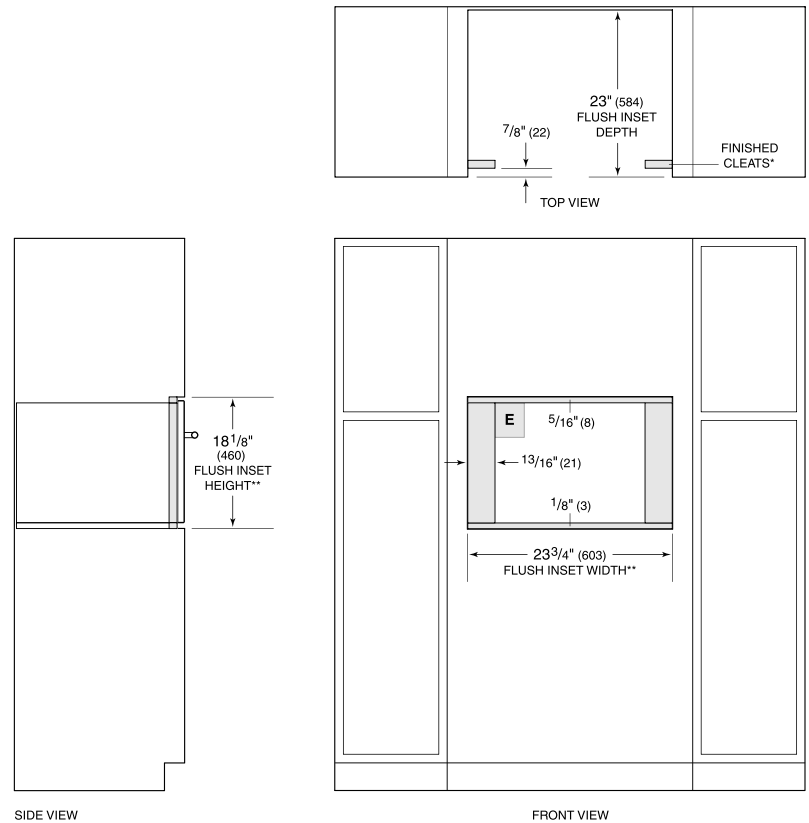 23" (584)
FLUSH INSET
DEPTH
7/8" (22)
FINISHED
CLEATS*
TOP VIEW
18 1/8"
(460)
FLUSH INSET
HEIGHT**
E
5/16" (8)
13/16" (21)
1/8" (3)
23 3/4" (603)
FLUSH INSET WIDTH**
SIDE VIEW
FRONT VIEW